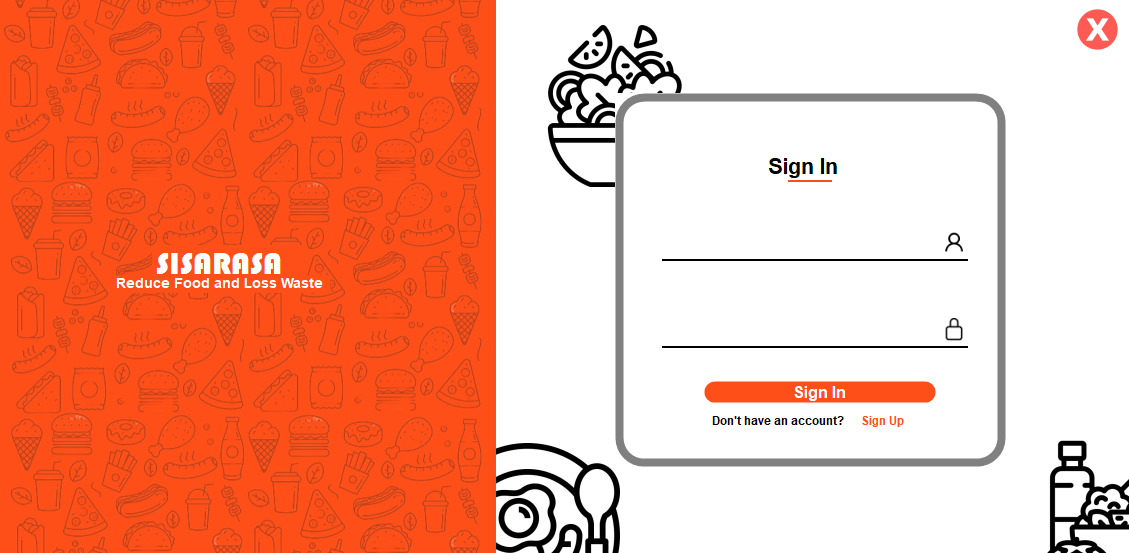 SISARASA
Reduce Food and Loss Waste
X
Sign In
Sign In
Don't have an account? Sign Up